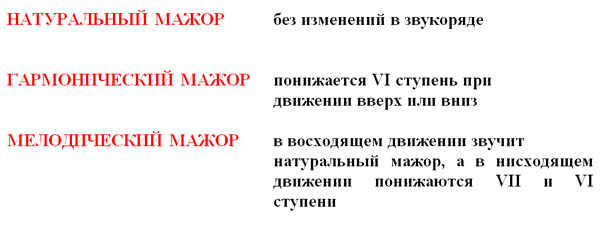 НАТУРАЛЬНЫЙ МАЖОР без изменений в звукоряде
ГАРМОНИЧЕСКИЙ МАЖОР понижается VI ступень при
движении вверх или вниз
МЕЛОДИЧЕСКИЙ МАЖОР в восходящем движении звучит
натуральный мажор, а в нисходящем
движении понижаются VII и VI
ступени